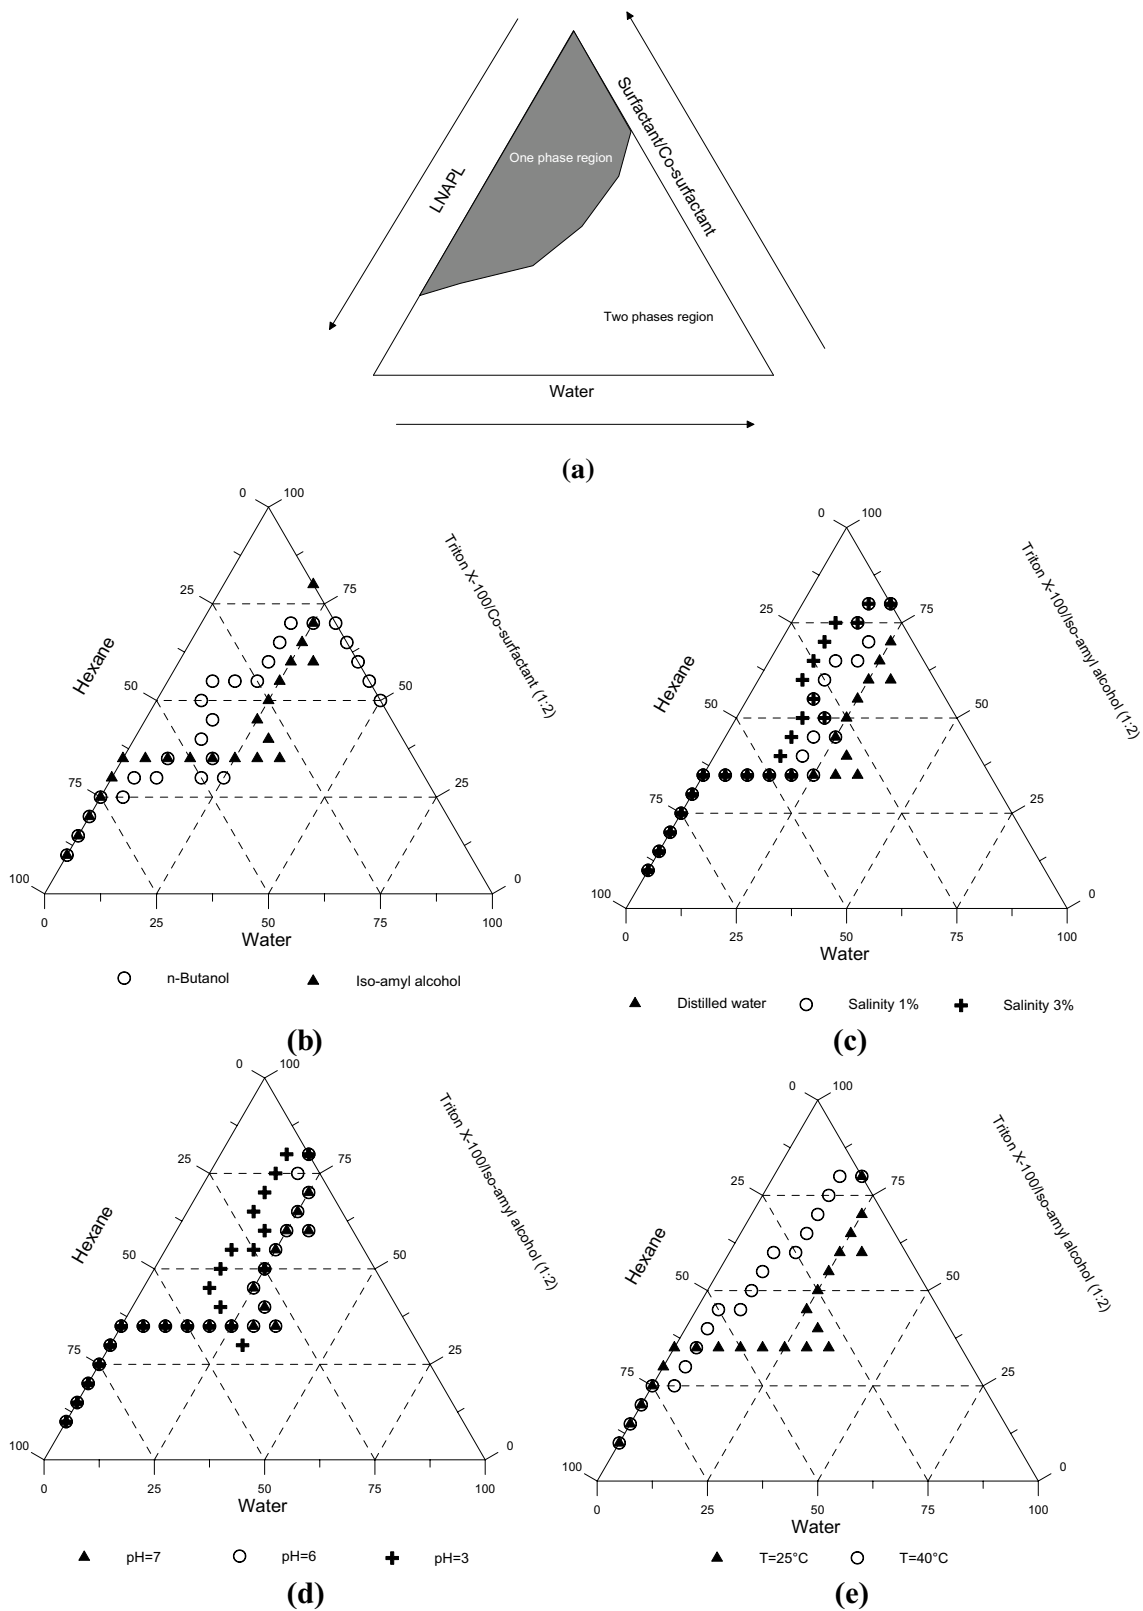 Surfactant/Co-surfactant
One phase region
LNAPL
Two phases region
Water
(a)
0
100
Triton X-100/Co-surfactant (1:2)
25
75
Hexane
50
50
75
25
100
0
0
25
50
75
100
Water
n-Butanol
Iso-amyl alcohol
(b)
0
100
Triton X-100/Iso-amyl alcohol (1:2)
25
75
Hexane
50
50
75
25
100
0
0
25
50
75
100
Water
Distilled water
Salinity 1%
Salinity 3%
(c)
0
100
Triton X-100/Iso-amyl alcohol (1:2)
25
75
Hexane
50
50
75
25
100
0
0
25
50
75
100
Water
pH=7
pH=6
pH=3
(d)
0
100
Triton X-100/Iso-amyl alcohol (1:2)
25
75
Hexane
50
50
75
25
100
0
0
25
50
75
100
Water
T=25°C
T=40°C
(e)